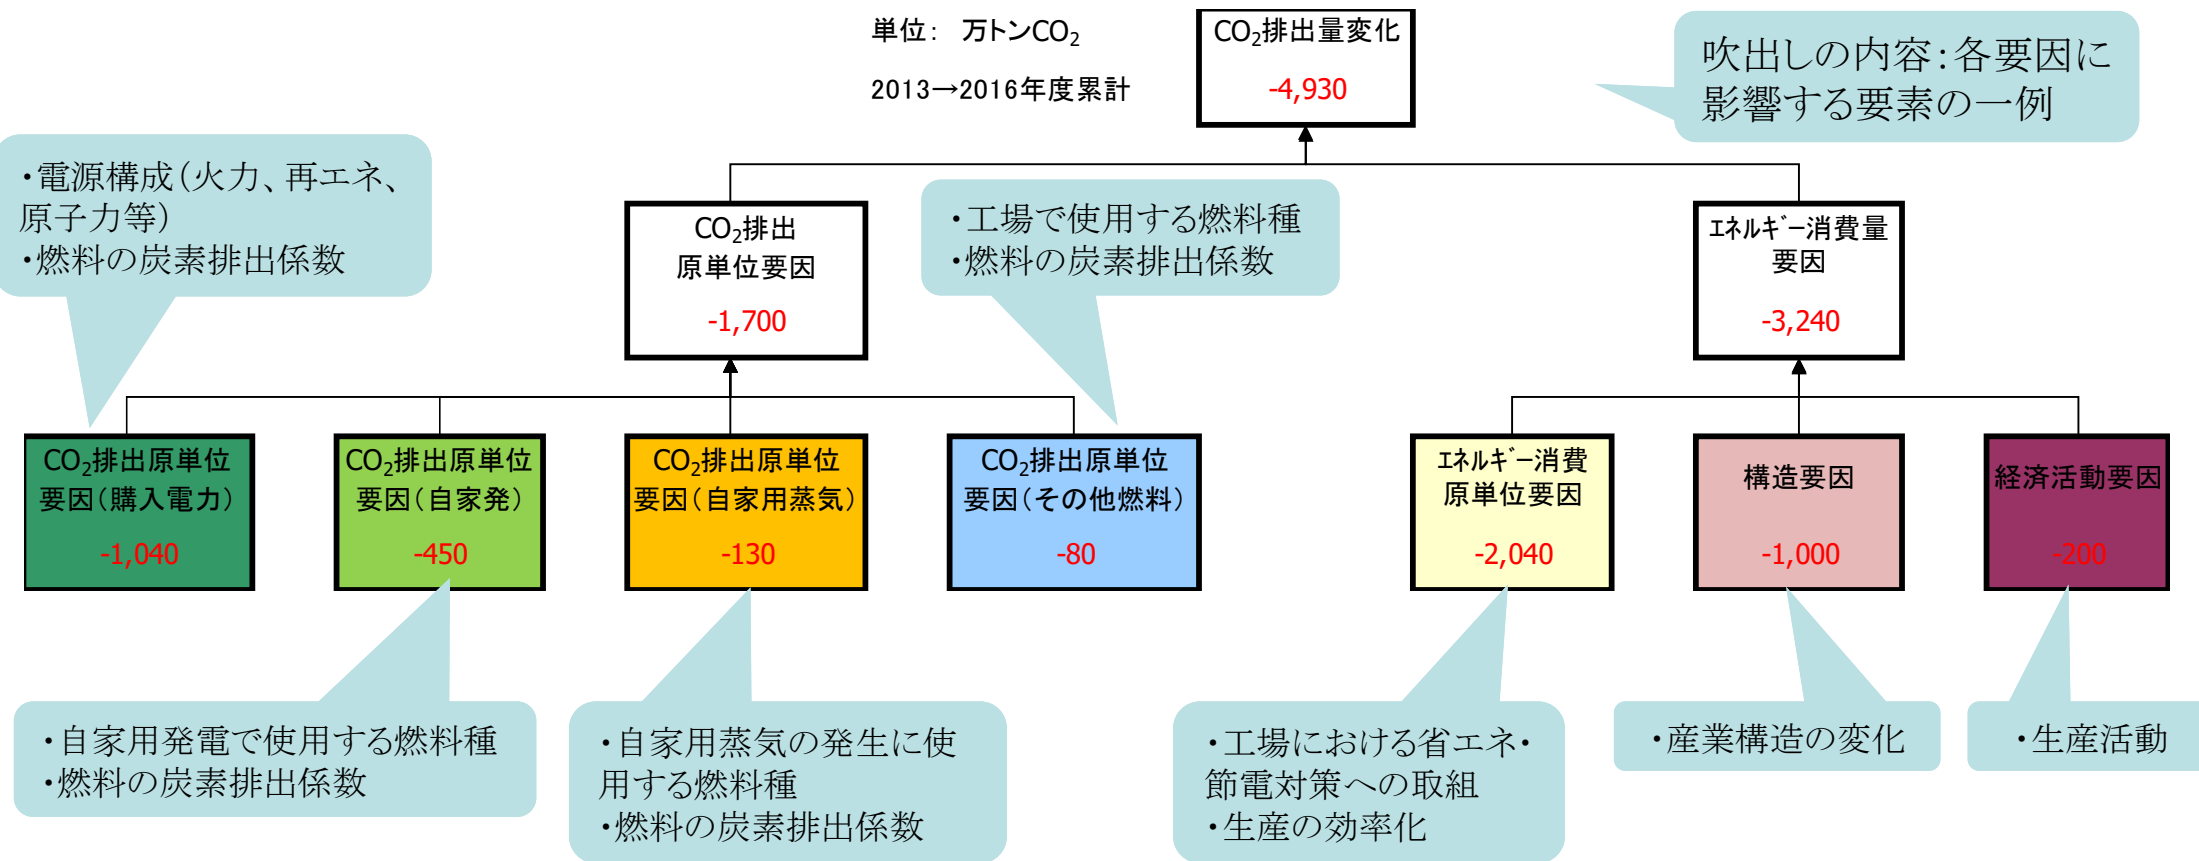 単位： 万トンCO₂
2013→2016年度累計
CO₂排出量変化
-4,930
吹出しの内容：各要因に
影響する要素の一例
・電源構成（火力、再エネ、
原子力等）
・燃料の炭素排出係数
CO₂排出
原単位要因
-1,700
・工場で使用する燃料種
・燃料の炭素排出係数
ｴﾈﾙｷﾞｰ消費量
要因
-3,240
CO₂排出原単位
要因（購入電力）
-1,040
CO₂排出原単位
要因（自家発）
-450
CO₂排出原単位
要因（自家用蒸気）
-130
CO₂排出原単位
要因（その他燃料）
-80
ｴﾈﾙｷﾞｰ消費
原単位要因
-2,040
構造要因
-1,000
経済活動要因
-200
・自家用発電で使用する燃料種
・燃料の炭素排出係数
・自家用蒸気の発生に使
用する燃料種
・燃料の炭素排出係数
・工場における省エネ・
節電対策への取組
・生産の効率化
・産業構造の変化
・生産活動